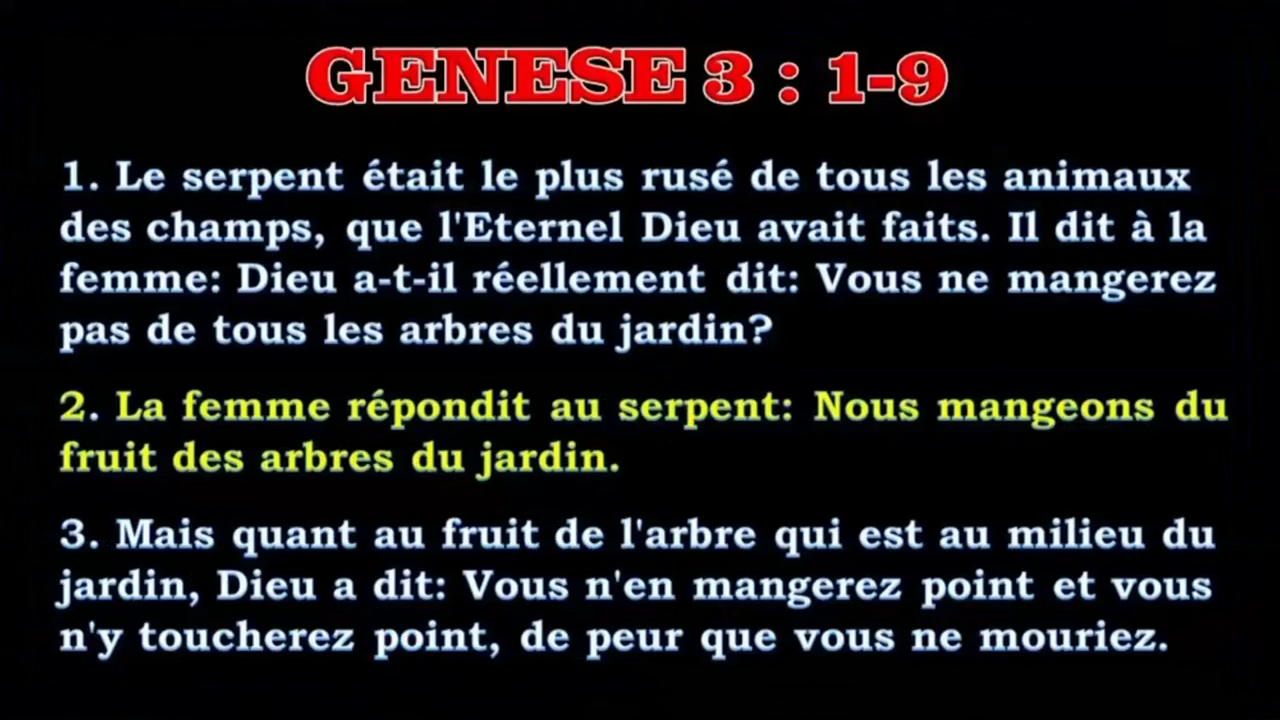 GENESE 3 : 1-9
1. Le serpent était le plus rusé de tous les animaux
des champs, que l'Eternel Dieu avait faits. Il dit à la
femme: Dieu a-t-il réellement dit: Vous ne mangerez
pas de tous les arbres du jardin?
2. La femme répondit au serpent: Nous mangeons du
fruit des arbres du jardin.
3. Mais quant au fruit de l'arbre qui est au milieu du
jardin, Dieu a dit: Vous n'en mangerez point et vous
n'y toucherez point, de peur que vous ne mouriez.